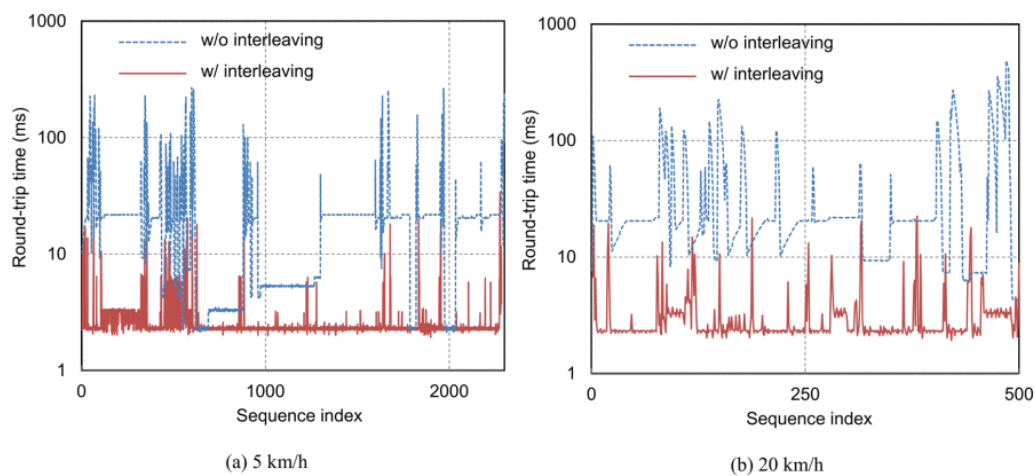 1000
w/o interleaving
w/ interleaving
100
10
1
Round-trip time (ms)
0
1000
2000
Sequence index
(a) 5 km/h
1000
w/o interleaving
w/ interleaving
100
10
1
Round-trip time (ms)
0
250
500
Sequence index
(b) 20 km/h